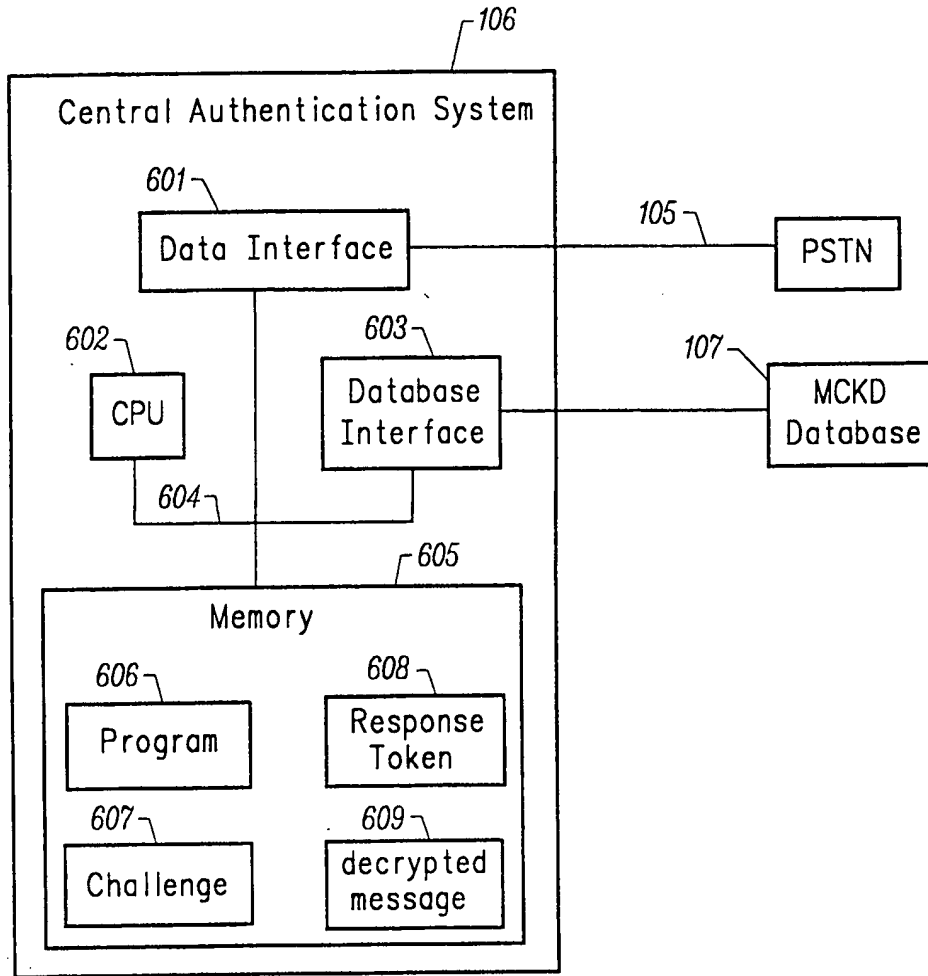 106
Central Authentication System
601
Data Interface
105
PSTN
602
CPU
603
Database
Interface
107
MCKD
Database
604
605
Memory
606
Program
608
Response
Token
607
Challenge
609
decrypted
message